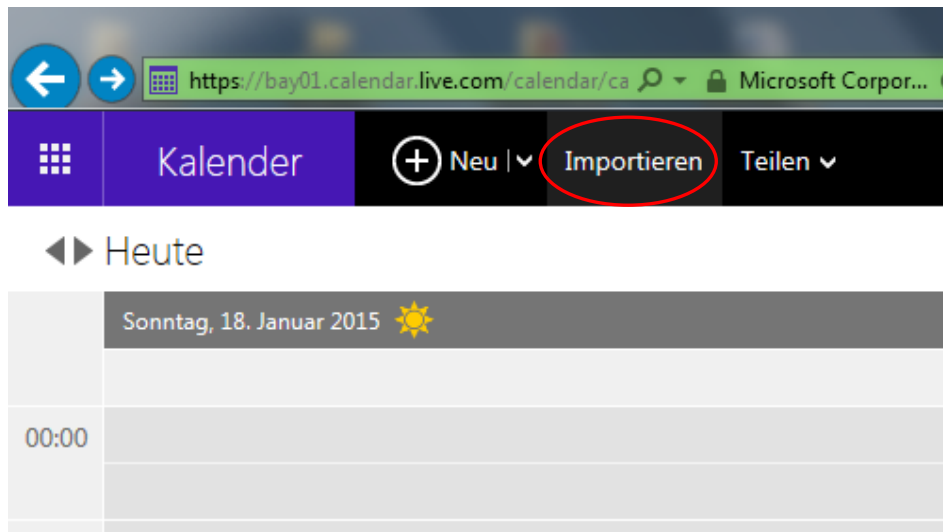 https://bay01.calendar.live.com/calendar/ca Microsoft Corpor...
Kalender Neu Importieren Teilen
Heute
Sonntag, 18. Januar 2015
00:00